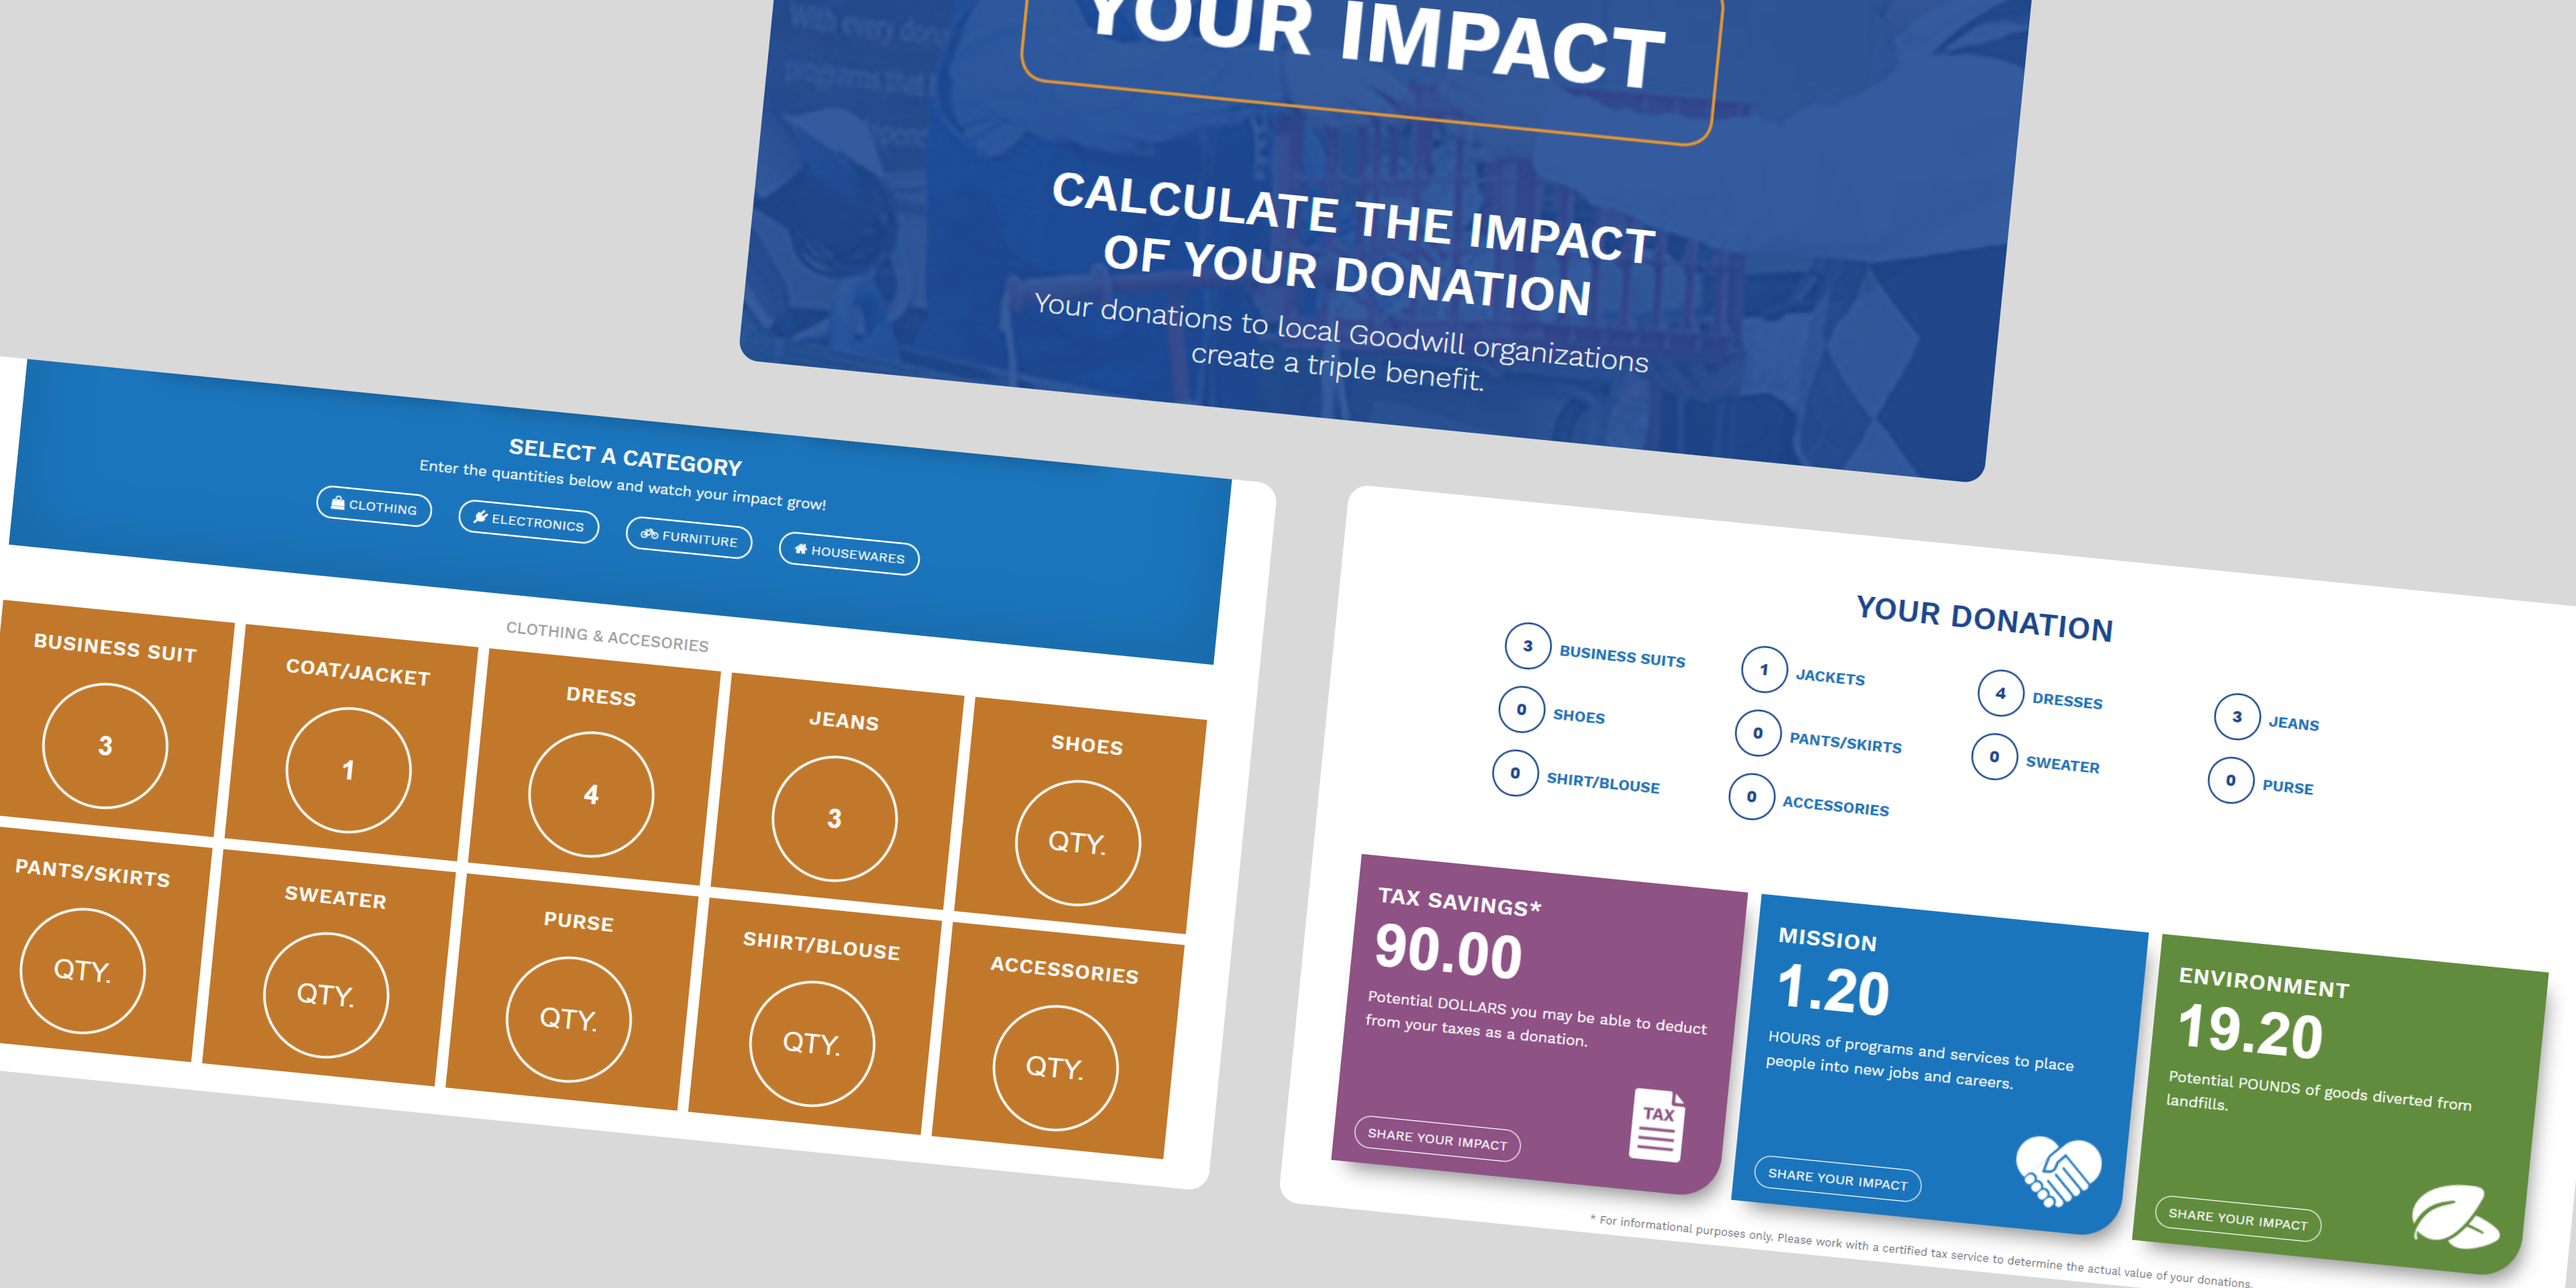 YOUR IMPACT
CALCULATE THE IMPACT
OF YOUR DONATION
Your donations to local Goodwill organizations
create a triple benefit.
With every
programs that
SELECT A CATEGORY
Enter the quantities below and watch your impact grow!
CLOTHING
ELECTRONICS
FURNITURE
HOUSEWARES
CLOTHING & ACCESORIES
BUSINESS SUIT
3
COAT/JACKET
1
DRESS
4
JEANS
3
SHOES
QTY.
PANTS/SKIRTS
QTY.
SWEATER
QTY.
PURSE
QTY.
SHIRT/BLOUSE
QTY.
ACCESSORIES
QTY.
YOUR DONATION
3 BUSINESS SUITS
1 JACKETS
4 DRESSES
3 JEANS
0 SHOES
0 PANTS/SKIRTS
0 SWEATER
0 PURSE
0 SHIRT/BLOUSE
0 ACCESSORIES
TAX SAVINGS*
90.00
Potential DOLLARS you may be able to deduct
from your taxes as a donation.
TAX
SHARE YOUR IMPACT
MISSION
1.20
HOURS of programs and services to place
people into new jobs and careers.
SHARE YOUR IMPACT
ENVIRONMENT
19.20
Potential POUNDS of goods diverted from
landfills.
SHARE YOUR IMPACT
* For informational purposes only. Please work with a certified tax service to determine the actual value of your donations.